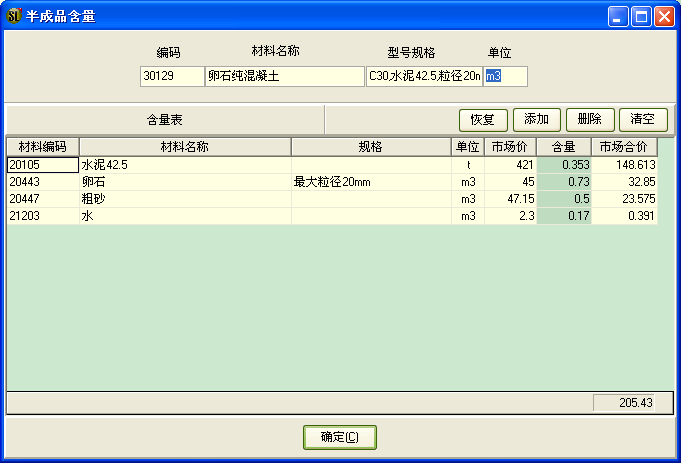 半成品含量
编码 材料名称 型号规格 单位
30129 卵石纯混凝土 C30,水泥42.5,粒径20n m3
含量表 恢复 添加 删除 清空
材料编码 材料名称 规格 单位 市场价 含量 市场合价
20105 水泥42.5 t 421 0.353 148.613
20443 卵石 最大粒径20mm m3 45 0.73 32.85
20447 粗砂 m3 47.15 0.5 23.575
21203 水 m3 2.3 0.17 0.391
205.43
确定(C)